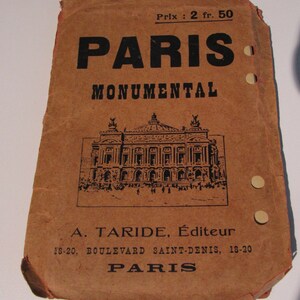 Prix : 2 fr. 50
PARIS
MONUMENTAL
A. TARIDE, Éditeur
18-20, BOULEVARD SAINT-DENIS, 18-20
PARIS